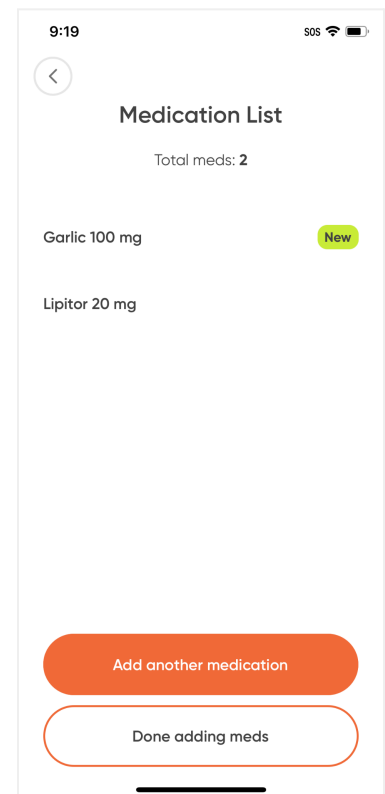 9:19
SOS
Medication List
Total meds: 2
Garlic 100 mg
New
Lipitor 20 mg
Add another medication
Done adding meds